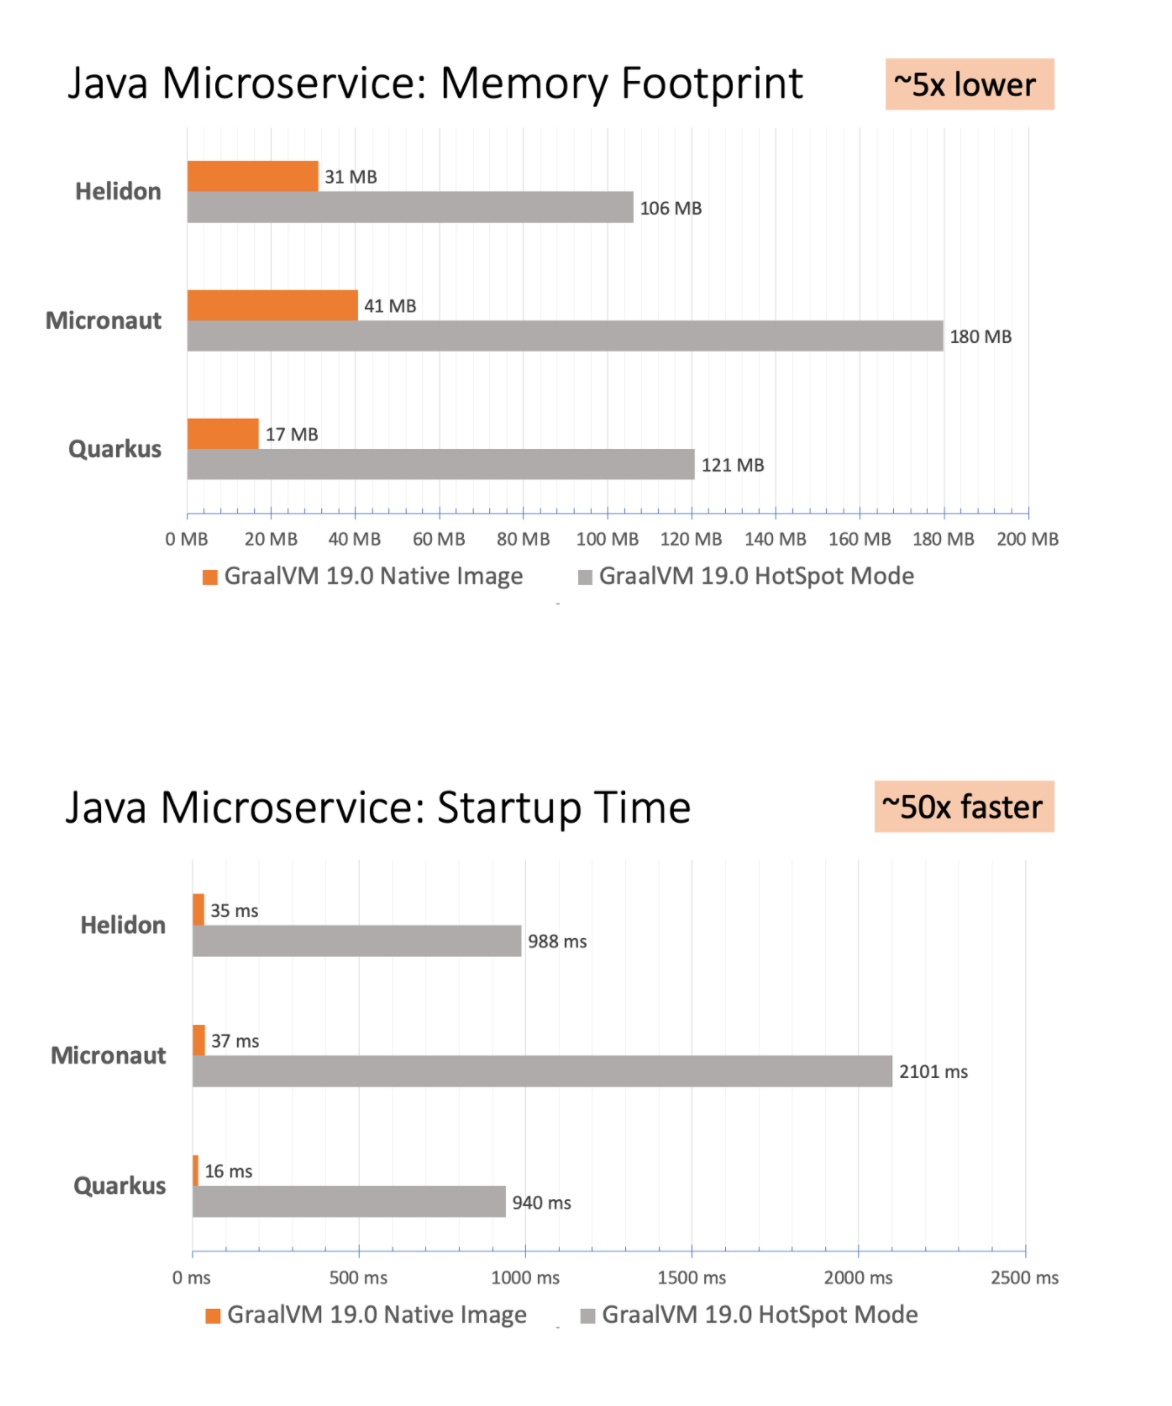 Java Microservice: Memory Footprint
~5x lower
Helidon
31 MB
106 MB
Micronaut
41 MB
180 MB
Quarkus
17 MB
121 MB
0 MB 20 MB 40 MB 60 MB 80 MB 100 MB 120 MB 140 MB 160 MB 180 MB 200 MB
GraalVM 19.0 Native Image GraalVM 19.0 HotSpot Mode
Java Microservice: Startup Time
~50x faster
Helidon
35 ms
988 ms
Micronaut
37 ms
2101 ms
Quarkus
16 ms
940 ms
0 ms 500 ms 1000 ms 1500 ms 2000 ms 2500 ms
GraalVM 19.0 Native Image GraalVM 19.0 HotSpot Mode